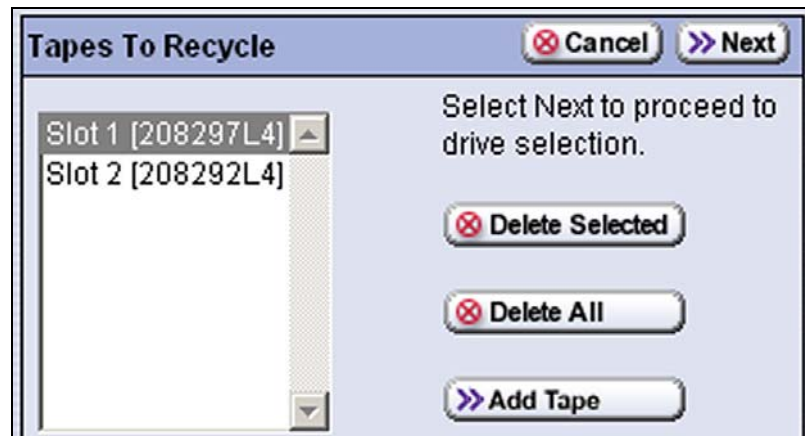 Tapes To Recycle
Cancel
Next
Slot 1 [208297L4]
Slot 2 [208292L4]
Select Next to proceed to
drive selection.
Delete Selected
Delete All
Add Tape